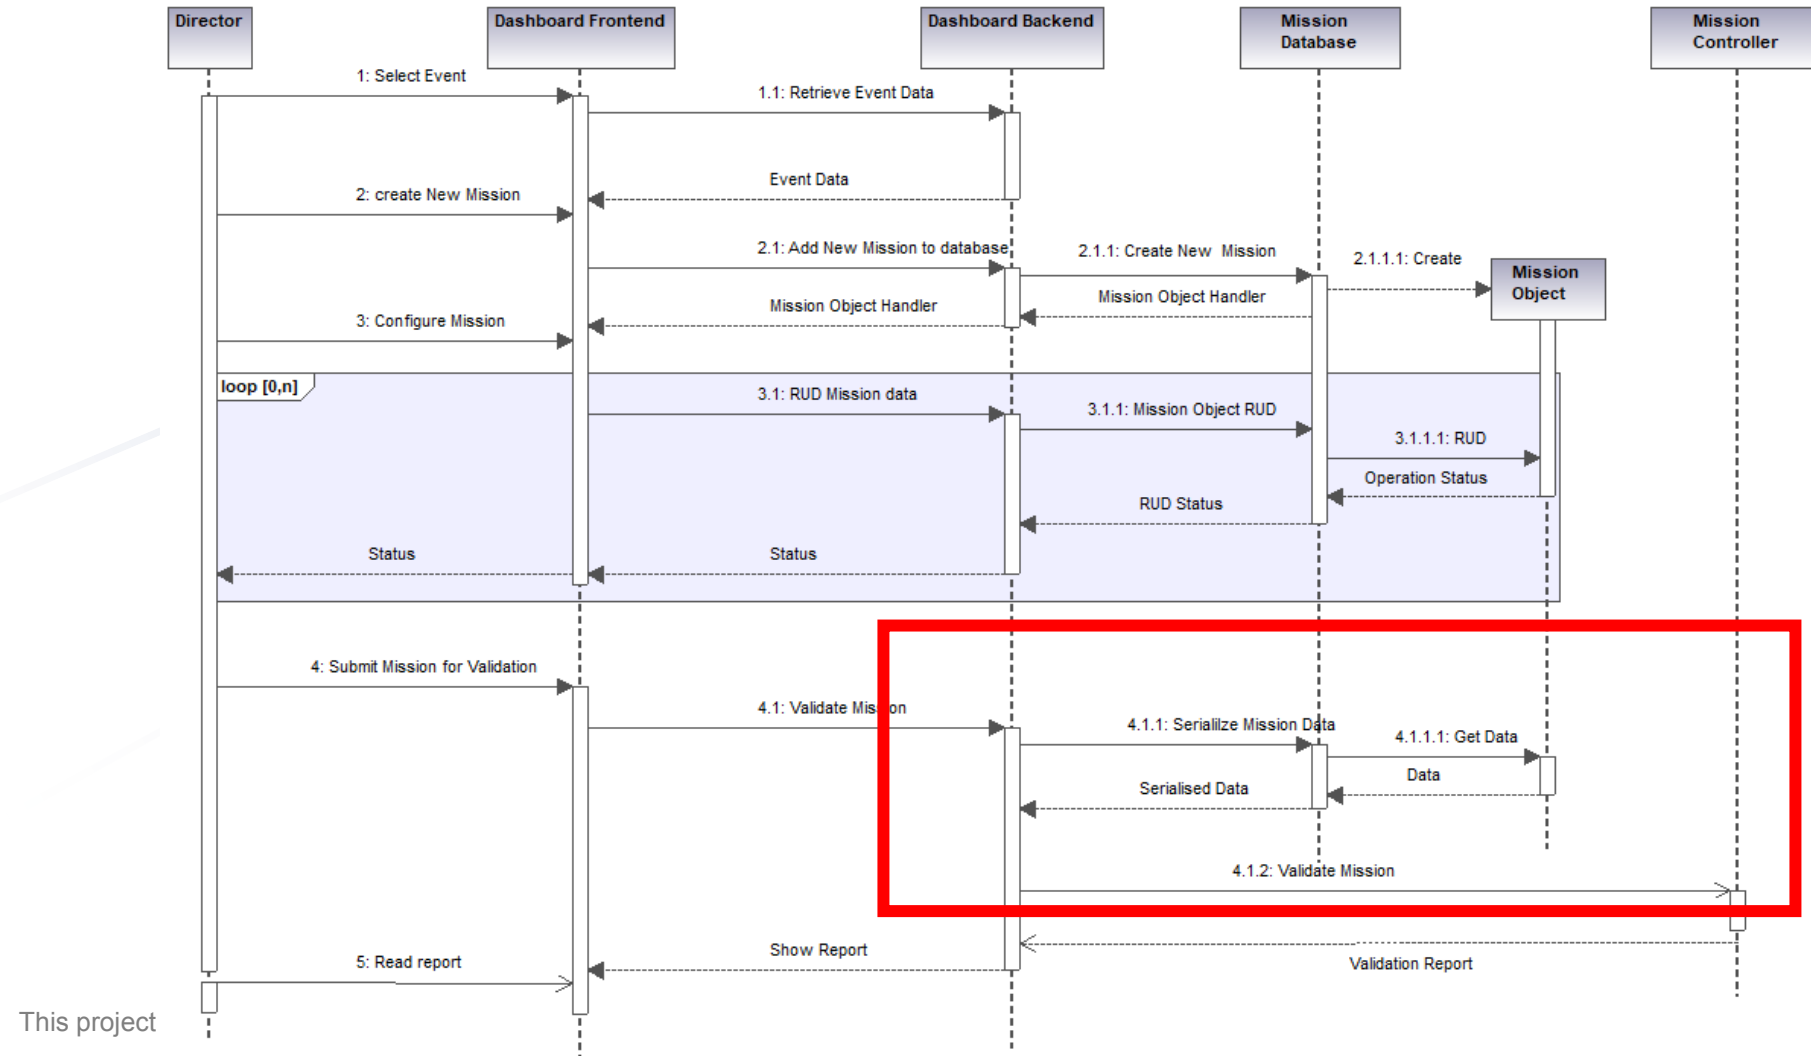 Director
Dashboard Frontend
Dashboard Backend
Mission
Database
Mission
Controller
1: Select Event
1.1: Retrieve Event Data
Event Data
2: create New Mission
2.1: Add New Mission to database
2.1.1: Create New Mission
2.1.1.1: Create
Mission
Object
Mission Object Handler
Mission Object Handler
3: Configure Mission
loop [0,n]
3.1: RUD Mission data
3.1.1: Mission Object RUD
3.1.1.1: RUD
Operation Status
RUD Status
Status
Status
4: Submit Mission for Validation
4.1: Validate Mission
4.1.1: Serialilze Mission Data
4.1.1.1: Get Data
Data
Serialised Data
4.1.2: Validate Mission
Show Report
Validation Report
5: Read report
This project